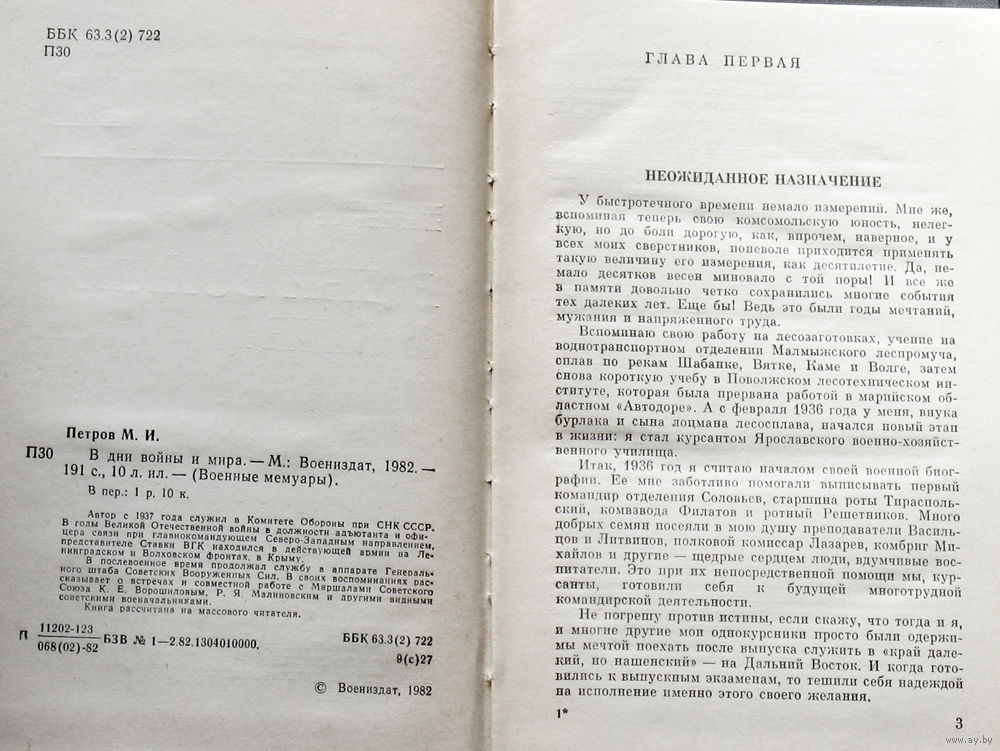 ББК 63.3(2) 722
П30
Петров М. И.
П30 В дни войны и мира. — М.: Воениздат, 1982. —
191 с., 10 л. ил. — (Военные мемуары).
В пер.: 1 р. 10 к.
Автор с 1937 года служил в Комитете Обороны при СНК СССР.
В годы Великой Отечественной войны в должности адъютанта и офи-
цера связи при главнокомандующем Северо-Западным направлением,
представителе Ставки ВГК находился в действующей армии на Ле-
нинградском и Волховском фронтах, в Крыму.
В послевоенное время продолжал службу в аппарате Генераль-
ного штаба Советских Вооруженных Сил. В своих воспоминаниях рас-
сказывает о встречах и совместной работе с Маршалами Советского
Союза К. Е. Ворошиловым, Р. Я. Малиновским и другими видными
советскими военачальниками.
Книга рассчитана на массового читателя.
П 11202-123
068(02)-82 БЗВ № 1—2.82.1304010000.
ББК 63.3(2) 722
9(с)27
© Воениздат, 1982
ГЛАВА ПЕРВАЯ
НЕОЖИДАННОЕ НАЗНАЧЕНИЕ
У быстротечного времени немало измерений. Мне же,
вспоминая теперь свою комсомольскую юность, нелег-
кую, но до боли дорогую, как, впрочем, наверное, и у
всех моих сверстников, поневоле приходится применять
такую величину его измерения, как десятилетие. Да, не-
мало десятков весен миновало с той поры! И все же
в памяти довольно четко сохранились многие события
тех далеких лет. Еще бы! Ведь это были годы мечтаний,
мужания и напряженного труда.
Вспоминаю свою работу на лесозаготовках, учение на
воднотранспортном отделении Малмыжского леспромуча,
сплав по рекам Шабанке, Вятке, Каме и Волге, затем
снова короткую учебу в Поволжском лесотехническом ин-
ституте, которая была прервана работой в марийском об-
ластном «Автодоре». А с февраля 1936 года у меня, внука
бурлака и сына лоцмана лесосплава, начался новый этап
в жизни: я стал курсантом Ярославского военно-хозяйст-
венного училища.
Итак, 1936 год я считаю началом своей военной биог-
рафии. Ее мне заботливо помогали выписывать первый
командир отделения Соловьев, старшина роты Тирасполь-
ский, комвзвода Филатов и ротный Решетников. Много
добрых семян посеяли в мою душу преподаватели Василь-
цов и Литвинов, полковой комиссар Лазарев, комбриг Ми-
хайлов и другие — щедрые сердцем люди, вдумчивые вос-
питатели. Это при их непосредственной помощи мы, кур-
санты, готовили себя к будущей многотрудной
командирской деятельности.
Не погрешу против истины, если скажу, что тогда и я,
и многие другие мои однокурсники просто были одержи-
мы мечтой поехать после выпуска служить в «край дале-
кий, но нашенский» — на Дальний Восток. И когда гото-
вились к выпускным экзаменам, то тешили себя надеждой
на исполнение именно этого своего желания.
1*
3
www.ay.by